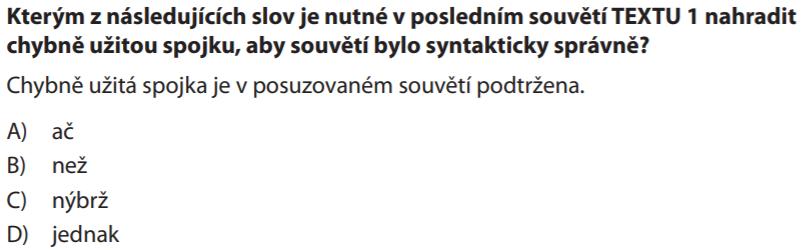 Kterým z následujících slov je nutné v posledním souvětí TEXTU 1 nahradit
chybně užitou spojku, aby souvětí bylo syntakticky správně?
Chybně užitá spojka je v posuzovaném souvětí podtržena.
A) ač
B) než
C) nýbrž
D) jednak